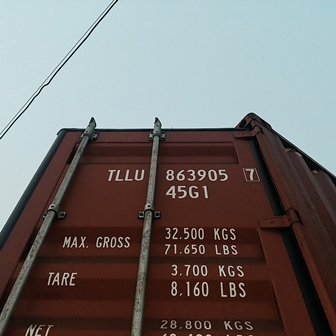 TLLU 863905 7
45G1
MAX. GROSS 32.500 KGS
71.650 LBS
TARE 3.700 KGS
8.160 LBS
NET 28.800 KGS